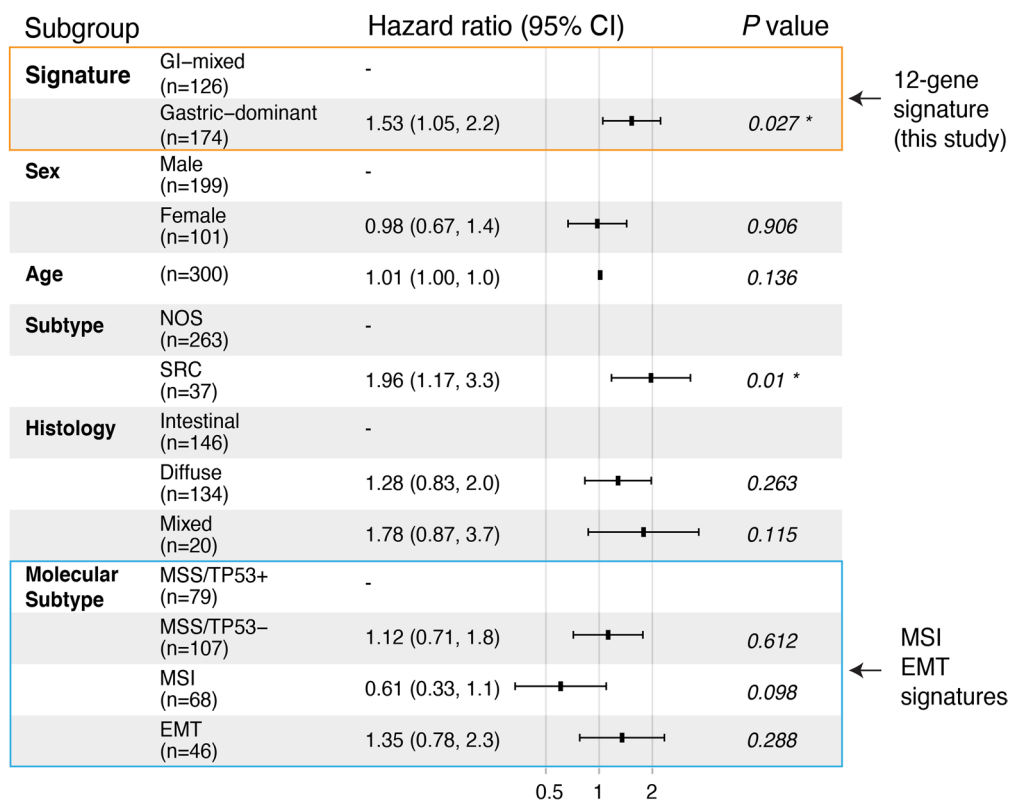 Subgroup Hazard ratio (95% CI) P value
Signature GI−mixed
(n=126) -
Gastric−dominant
(n=174) 1.53 (1.05, 2.2) 0.027 *
12-gene
signature
(this study)
Sex Male
(n=199) -
Female
(n=101) 0.98 (0.67, 1.4) 0.906
Age (n=300) 1.01 (1.00, 1.0) 0.136
Subtype NOS
(n=263) -
SRC
(n=37) 1.96 (1.17, 3.3) 0.01 *
Histology Intestinal
(n=146) -
Diffuse
(n=134) 1.28 (0.83, 2.0) 0.263
Mixed
(n=20) 1.78 (0.87, 3.7) 0.115
Molecular MSS/TP53+
Subtype (n=79) -
MSS/TP53−
(n=107) 1.12 (0.71, 1.8) 0.612
MSI
(n=68) 0.61 (0.33, 1.1) 0.098
EMT
(n=46) 1.35 (0.78, 2.3) 0.288
MSI
EMT
signatures
0.5 1 2